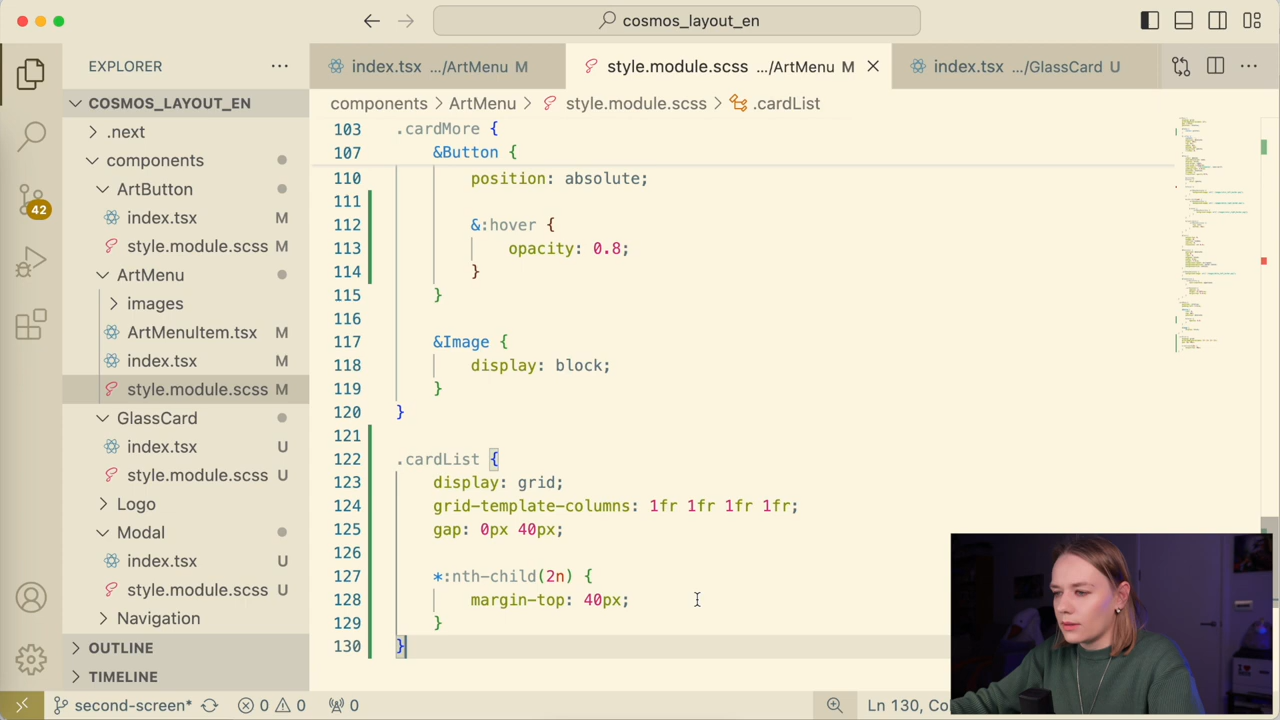 cosmos_layout_en
EXPLORER
index.tsx .../ArtMenu M
style.module.scss .../ArtMenu M
index.tsx .../GlassCard U
COSMOS_LAYOUT_EN
components > ArtMenu > style.module.scss > .cardList
.next
components
ArtButton
index.tsx M
style.module.scss M
ArtMenu
images
ArtMenuItem.tsx M
index.tsx M
style.module.scss M
GlassCard
index.tsx U
style.module.scss U
Logo
Modal
index.tsx U
style.module.scss U
Navigation
OUTLINE
TIMELINE
42
103 .cardMore {
107 &Button {
110 position: absolute;
111
112 &:hover {
113 opacity: 0.8;
114 }
115 }
116
117 &Image {
118 display: block;
119 }
120 }
121
122 .cardList {
123 display: grid;
124 grid-template-columns: 1fr 1fr 1fr 1fr;
125 gap: 0px 40px;
126
127 *:nth-child(2n) {
128 margin-top: 40px;
129 }
130 }
second-screen* 0 0 0 Ln 130, Co